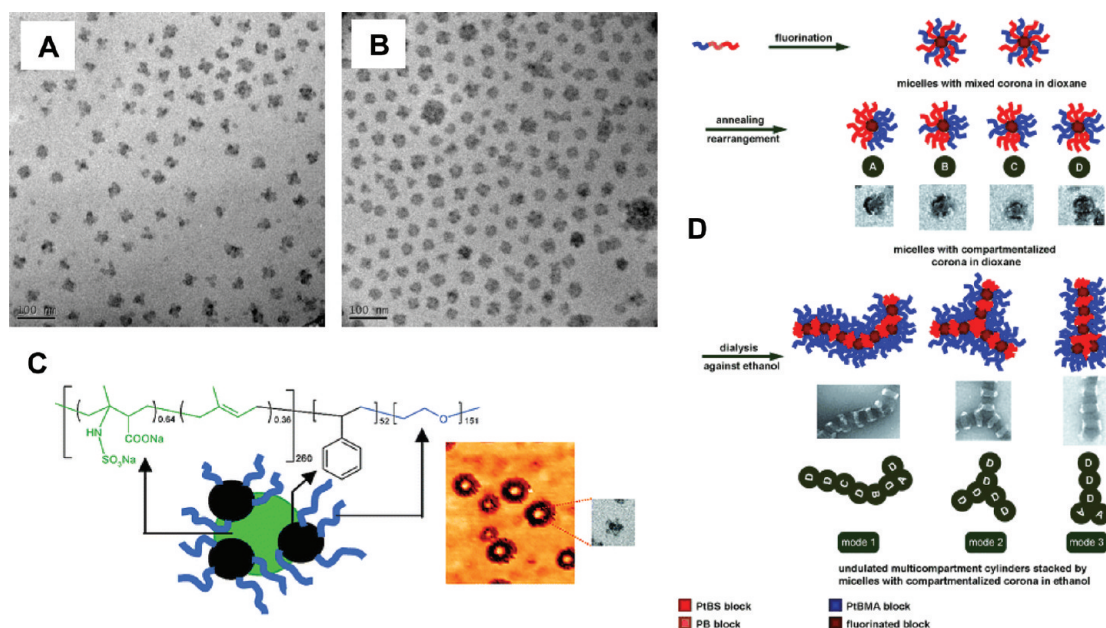 A
100 nm
B
100 nm
fluorination
micelles with mixed corona in dioxane
annealing
rearrangement
A B C D
micelles with compartmentalized
corona in dioxane
D
dialysis
against ethanol
D D C D B D A D
D D D D D D D
D D D A A
mode 1 mode 2 mode 3
undulated multicompartment cylinders stacked by
micelles with compartmentalized corona in ethanol
PtBS block PtBMA block
PB block fluorinated block
C
0.64 0.36
HN COONa
SO3Na
260
52 O 151